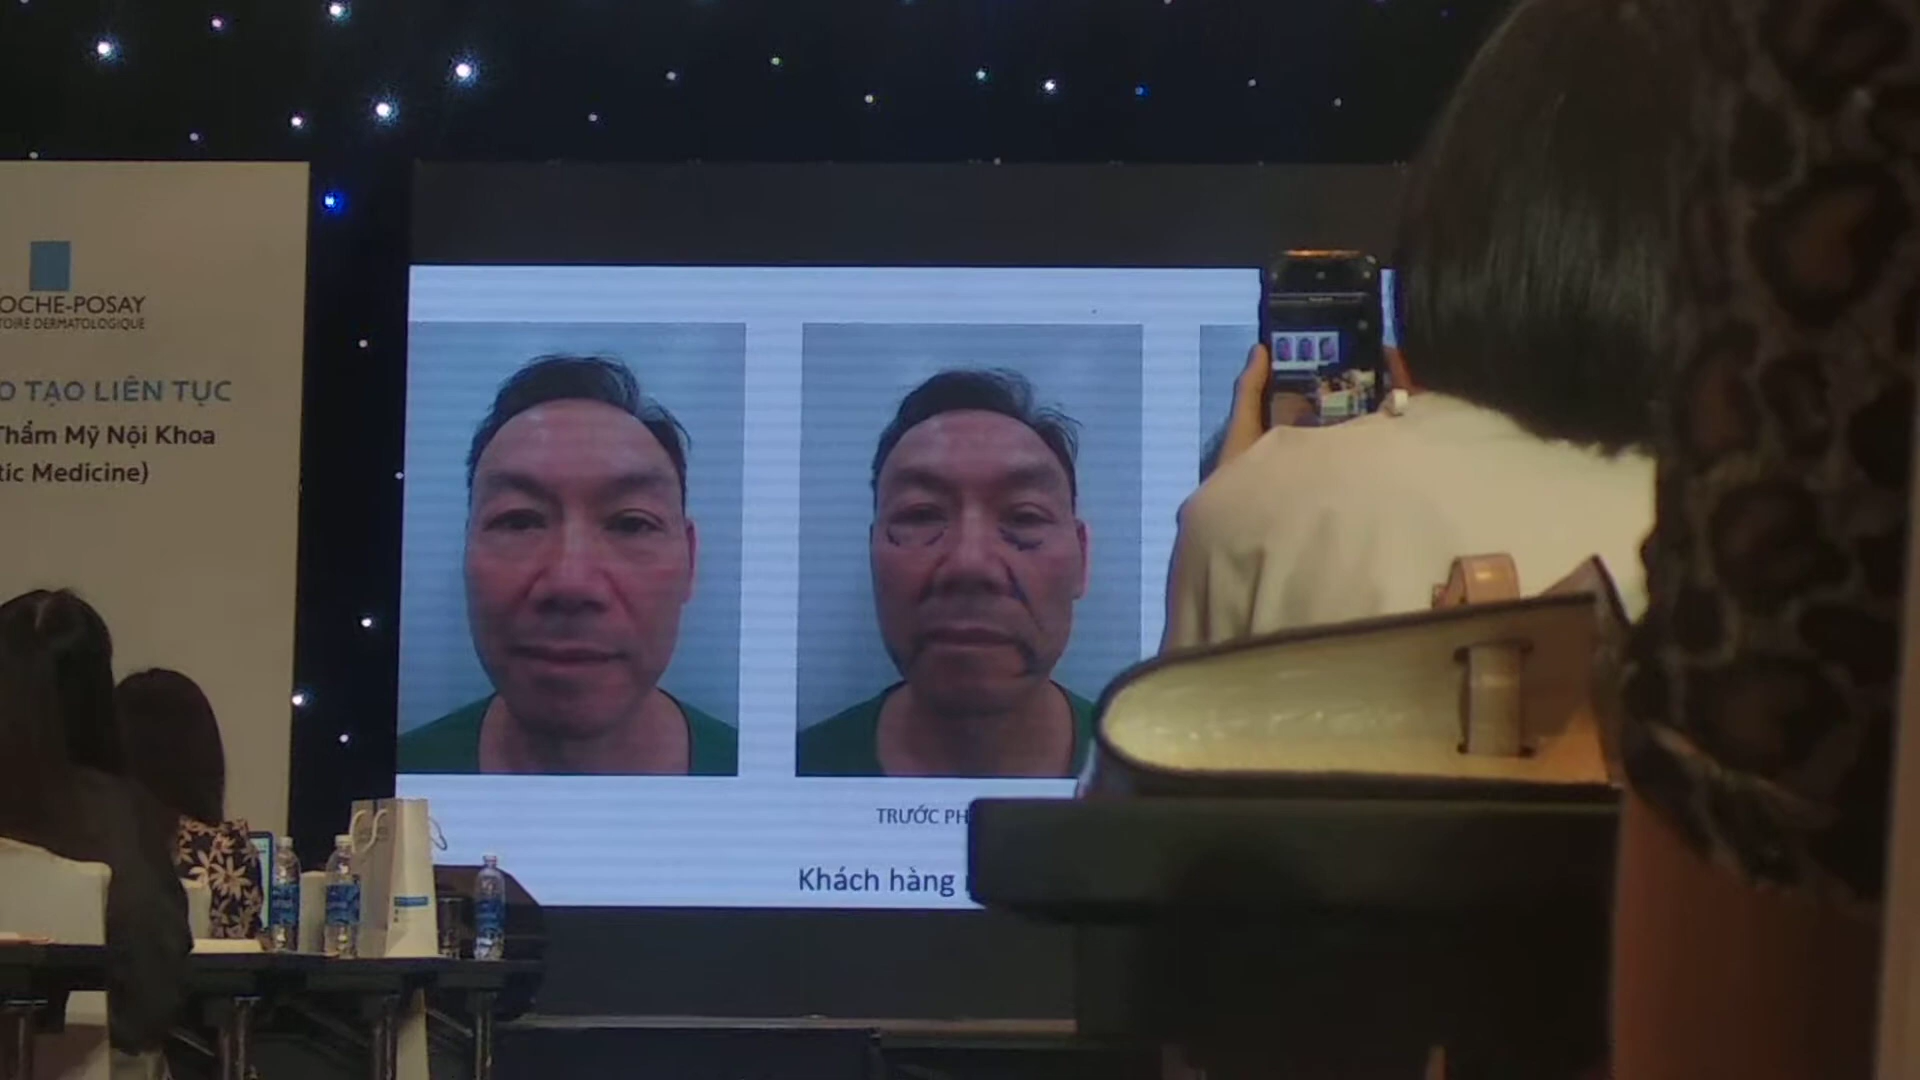 OCHE-POSAY
TOIRE DERMATOLOGIQUE
O TẠO LIÊN TỤC
Thẩm Mỹ Nội Khoa
tic Medicine)
TRƯỚC PH
Khách hàng